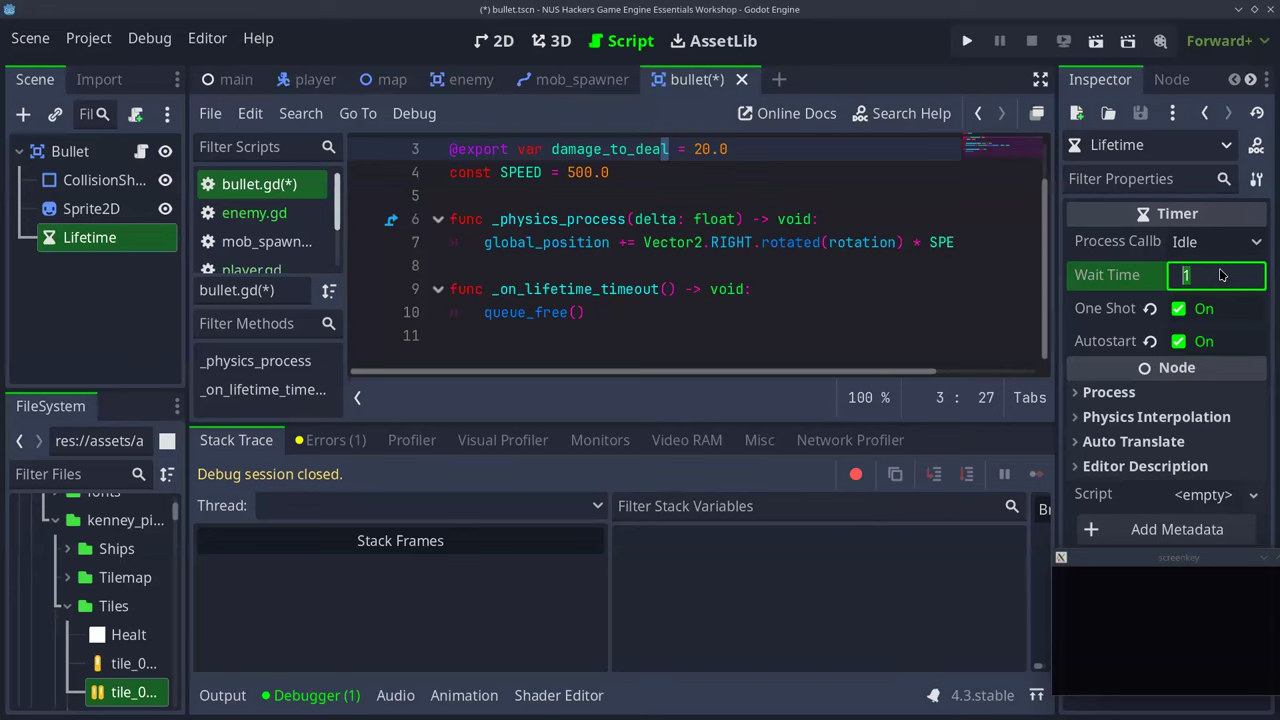 (*) bullet.tscn - NUS Hackers Game Engine Essentials Workshop - Godot Engine
Scene Project Debug Editor Help
2D 3D Script AssetLib
Forward+
Scene Import
main player map enemy mob_spawner bullet(*)
Inspector Node
Fil
File Edit Search Go To Debug
Online Docs Search Help
Bullet
CollisionSh...
Sprite2D
Lifetime
Filter Scripts
bullet.gd(*)
enemy.gd
mob_spawn...
player.gd
bullet.gd(*)
Filter Methods
_physics_process
_on_lifetime_time...
3 @export var damage_to_deal = 20.0
4 const SPEED = 500.0
5
6 func _physics_process(delta: float) -> void:
7 global_position += Vector2.RIGHT.rotated(rotation) * SPE
8
9 func _on_lifetime_timeout() -> void:
10 queue_free()
11
100 % 3 : 27 Tabs
Lifetime
Filter Properties
Timer
Process Callb Idle
Wait Time 1
One Shot On
Autostart On
Node
Process
Physics Interpolation
Auto Translate
Editor Description
Script <empty>
Add Metadata
screenkey
FileSystem
res://assets/a
Filter Files
fonts
kenney_pi...
Ships
Tilemap
Tiles
Healt
tile_0...
tile_0...
Stack Trace Errors (1) Profiler Visual Profiler Monitors Video RAM Misc Network Profiler
Debug session closed.
Thread:
Filter Stack Variables
Br
Stack Frames
Output Debugger (1) Audio Animation Shader Editor
4.3.stable